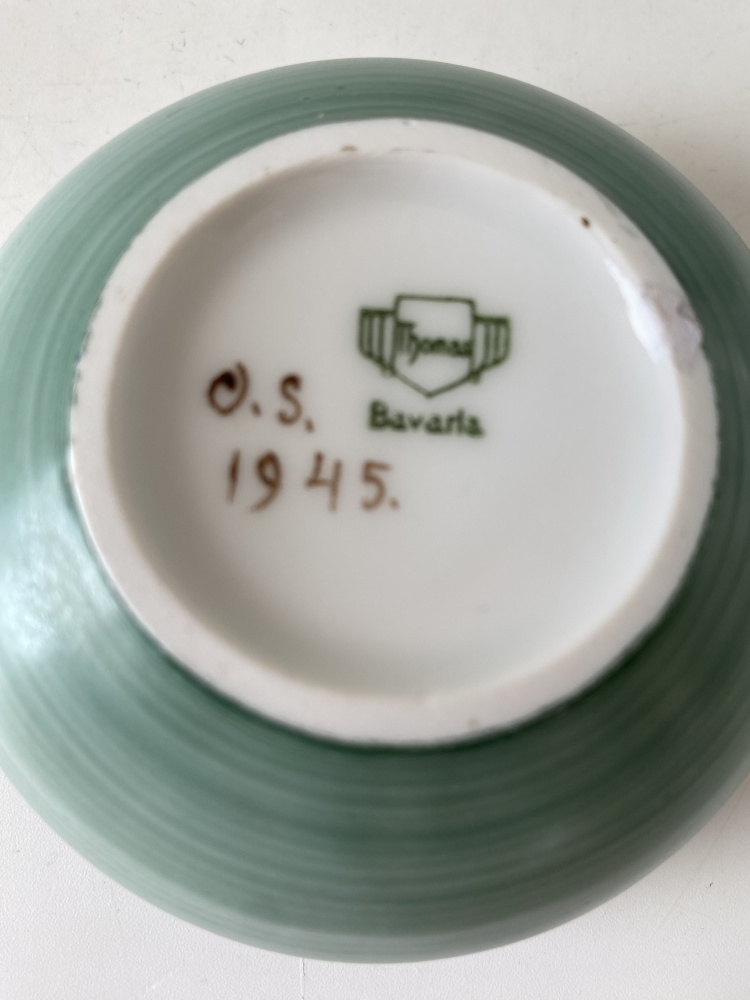 Thomas
Bavaria
O. S.
1945.